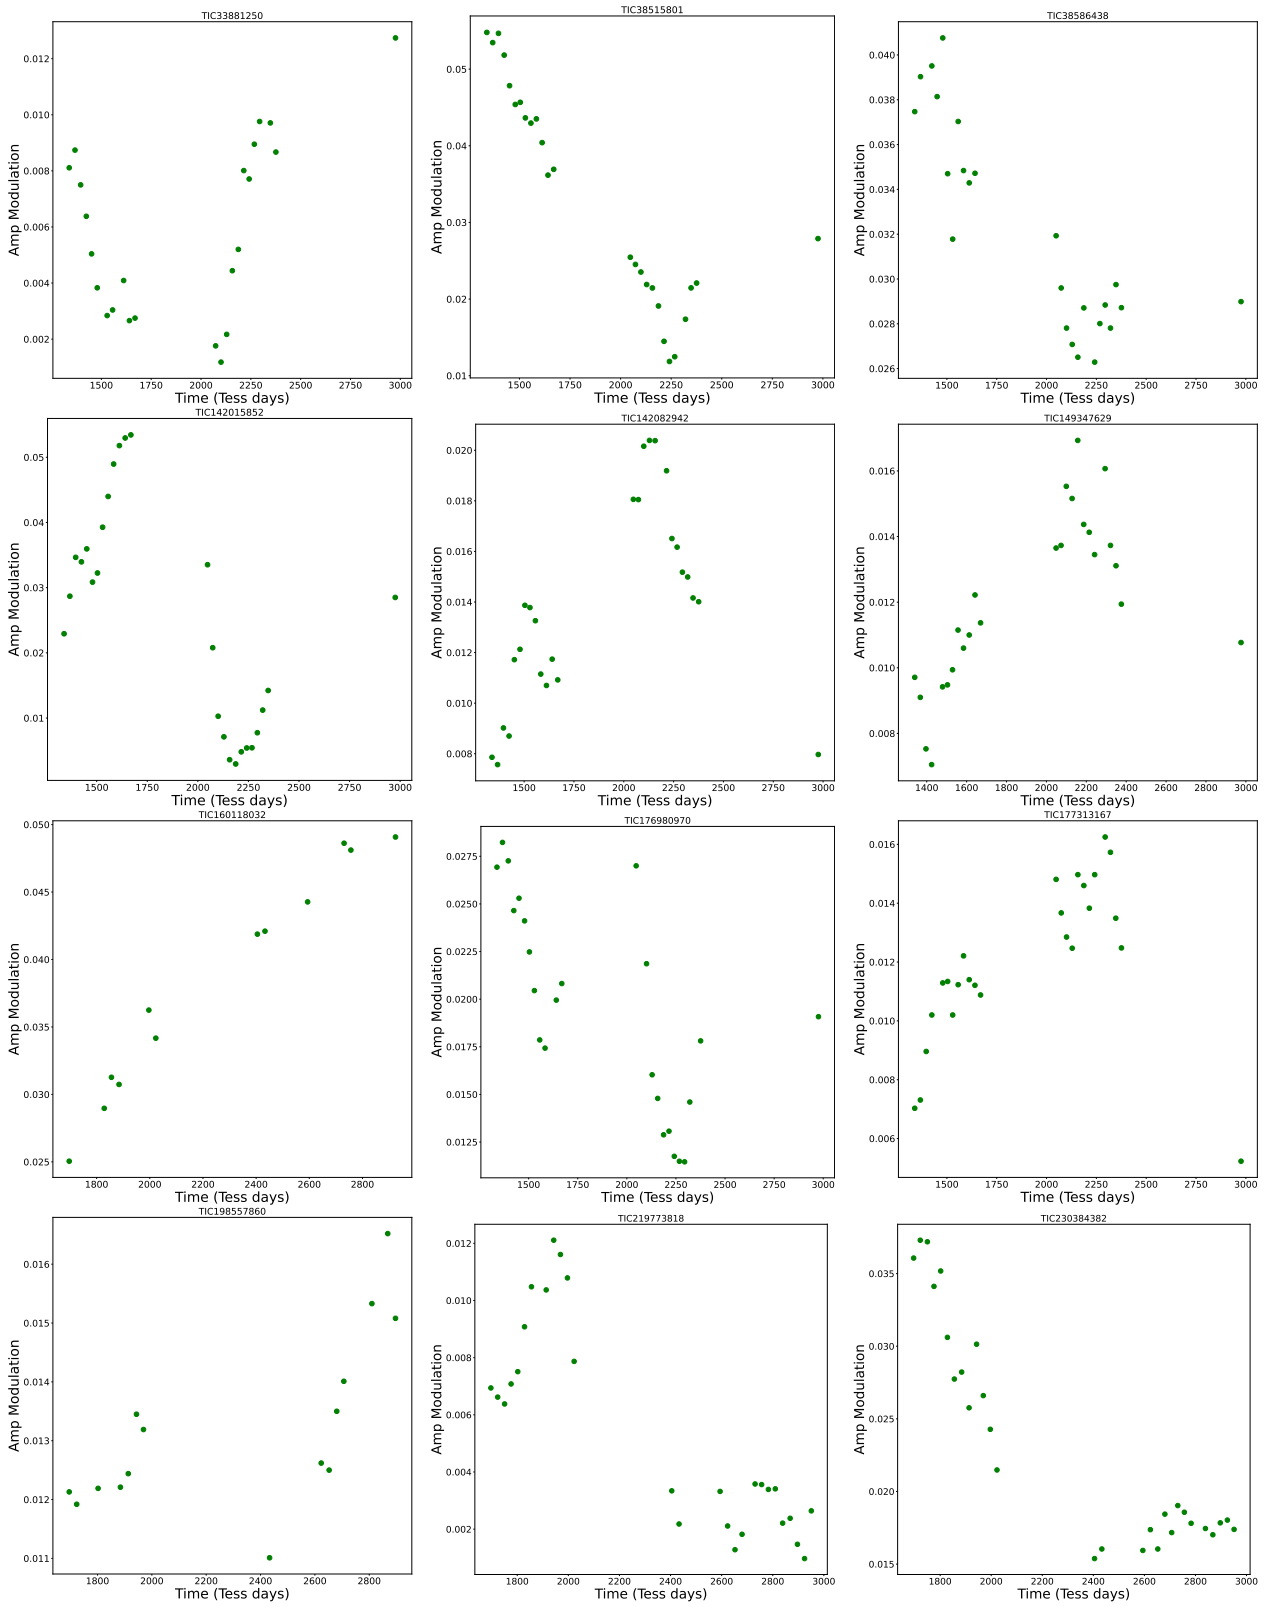 TIC33881250
Amp Modulation
0.012
0.010
0.008
0.006
0.004
0.002
1500 1750 2000 2250 2500 2750 3000
Time (Tess days)
TIC38515801
Amp Modulation
0.05
0.04
0.03
0.02
0.01
1500 1750 2000 2250 2500 2750 3000
Time (Tess days)
TIC38586438
Amp Modulation
0.040
0.038
0.036
0.034
0.032
0.030
0.028
0.026
1500 1750 2000 2250 2500 2750 3000
Time (Tess days)
TIC142015852
Amp Modulation
0.05
0.04
0.03
0.02
0.01
1500 1750 2000 2250 2500 2750 3000
Time (Tess days)
TIC142082942
Amp Modulation
0.020
0.018
0.016
0.014
0.012
0.010
0.008
1500 1750 2000 2250 2500 2750 3000
Time (Tess days)
TIC149347629
Amp Modulation
0.016
0.014
0.012
0.010
0.008
1400 1600 1800 2000 2200 2400 2600 2800 3000
Time (Tess days)
TIC160118032
Amp Modulation
0.050
0.045
0.040
0.035
0.030
0.025
1800 2000 2200 2400 2600 2800
Time (Tess days)
TIC176980970
Amp Modulation
0.0275
0.0250
0.0225
0.0200
0.0175
0.0150
0.0125
1500 1750 2000 2250 2500 2750 3000
Time (Tess days)
TIC177313167
Amp Modulation
0.016
0.014
0.012
0.010
0.008
0.006
1500 1750 2000 2250 2500 2750 3000
Time (Tess days)
TIC198557860
Amp Modulation
0.016
0.015
0.014
0.013
0.012
0.011
1800 2000 2200 2400 2600 2800
Time (Tess days)
TIC219773818
Amp Modulation
0.012
0.010
0.008
0.006
0.004
0.002
1800 2000 2200 2400 2600 2800 3000
Time (Tess days)
TIC230384382
Amp Modulation
0.035
0.030
0.025
0.020
0.015
1800 2000 2200 2400 2600 2800 3000
Time (Tess days)